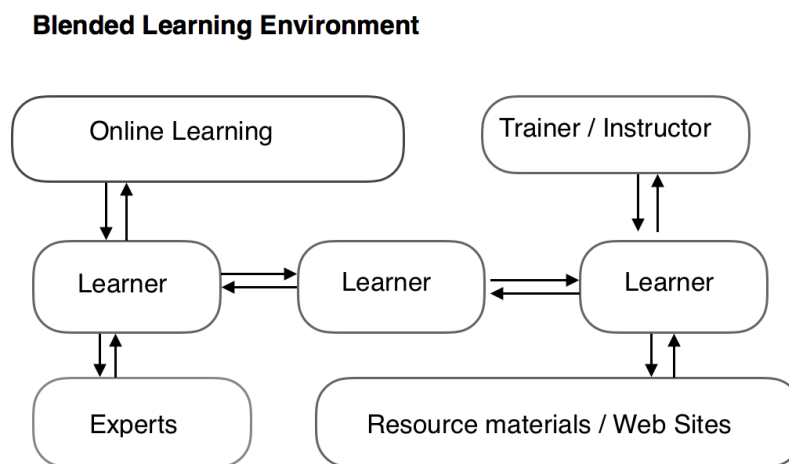 Blended Learning Environment
Online Learning
Trainer / Instructor
Learner
Learner
Learner
Experts
Resource materials / Web Sites